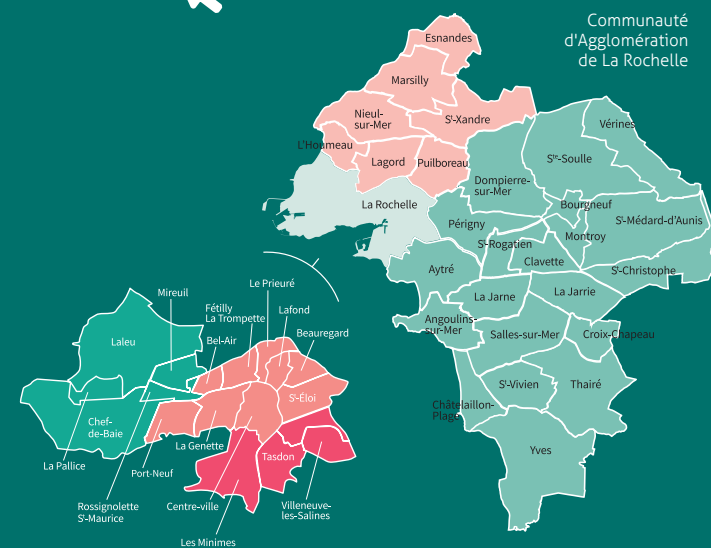 Communauté
d'Agglomération
de La Rochelle
Esnandes
Marsilly
Nieul-
sur-Mer
Sᵗ-Xandre
L'Houmeau
Lagord
Puilboreau
Vérines
Sᵗᵉ-Soulle
Dompierre-
sur-Mer
La Rochelle
Bourgneuf
Sᵗ-Médard-d'Aunis
Périgny
Montroy
Sᵗ-Rogatien
Clavette
Aytré
Sᵗ-Christophe
La Jarne
La Jarrie
Angoulins-
sur-Mer
Salles-sur-Mer
Croix-Chapeau
Sᵗ-Vivien
Thairé
Châtelaillon-
Plage
Yves
Le Prieuré
Mireuil
Fétilly
La Trompette
Lafond
Laleu
Bel-Air
Beauregard
Sᵗ-Éloi
Chef-
de-Baie
La Genette
Tasdon
La Pallice
Port-Neuf
Rossignolette
Sᵗ-Maurice
Centre-ville
Villeneuve-
les-Salines
Les Minimes